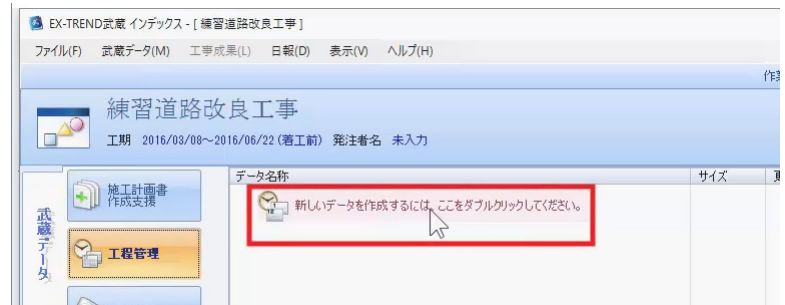 EX-TREND武蔵 インデックス - [ 練習道路改良工事 ]
ファイル(F) 武蔵データ(M) 工事成果(L) 日報(D) 表示(V) ヘルプ(H)
練習道路改良工事
工期 2016/03/08～2016/06/22 (着工前) 発注者名 未入力
データ名称 サイズ
武蔵データ
施工計画書
作成支援
新しいデータを作成するには、ここをダブルクリックしてください。
工程管理